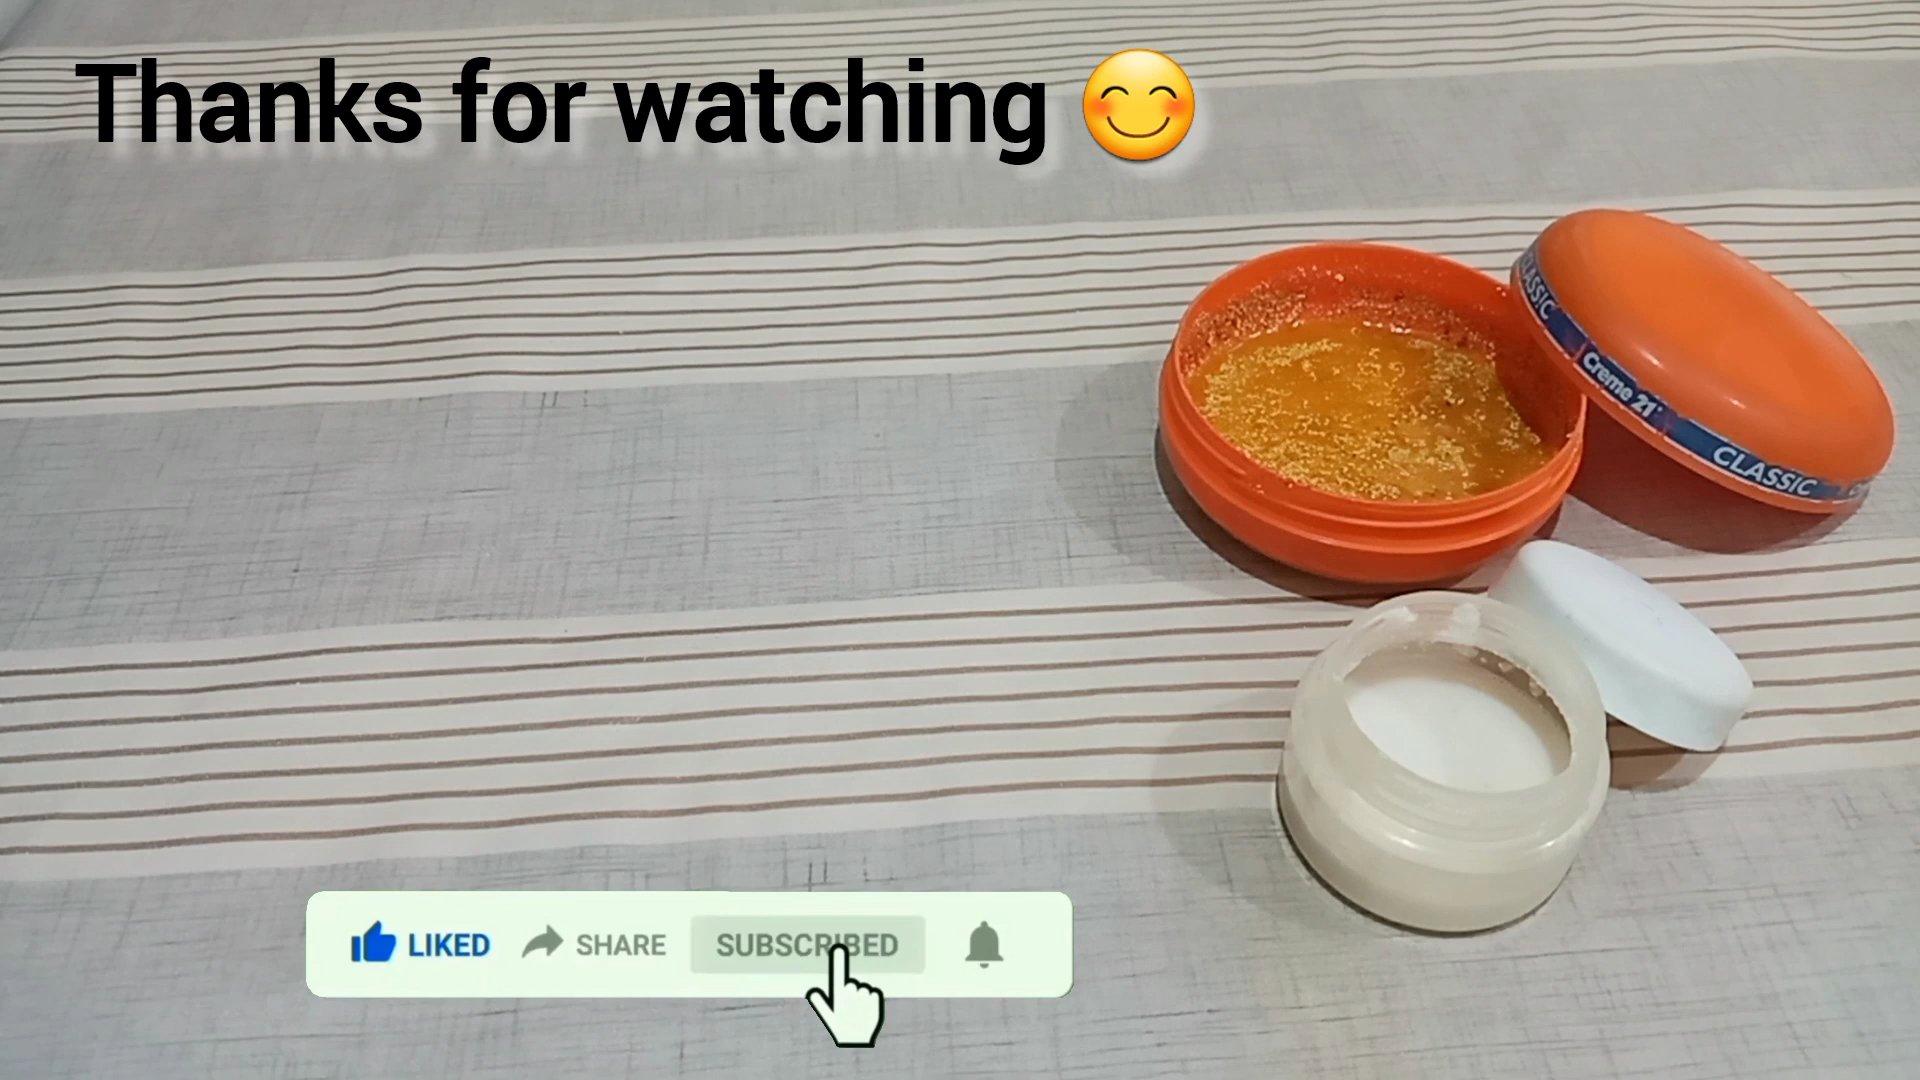 Thanks for watching 😊
CLASSIC
Creme 21
CLASSIC
LIKED SHARE SUBSCRIBED